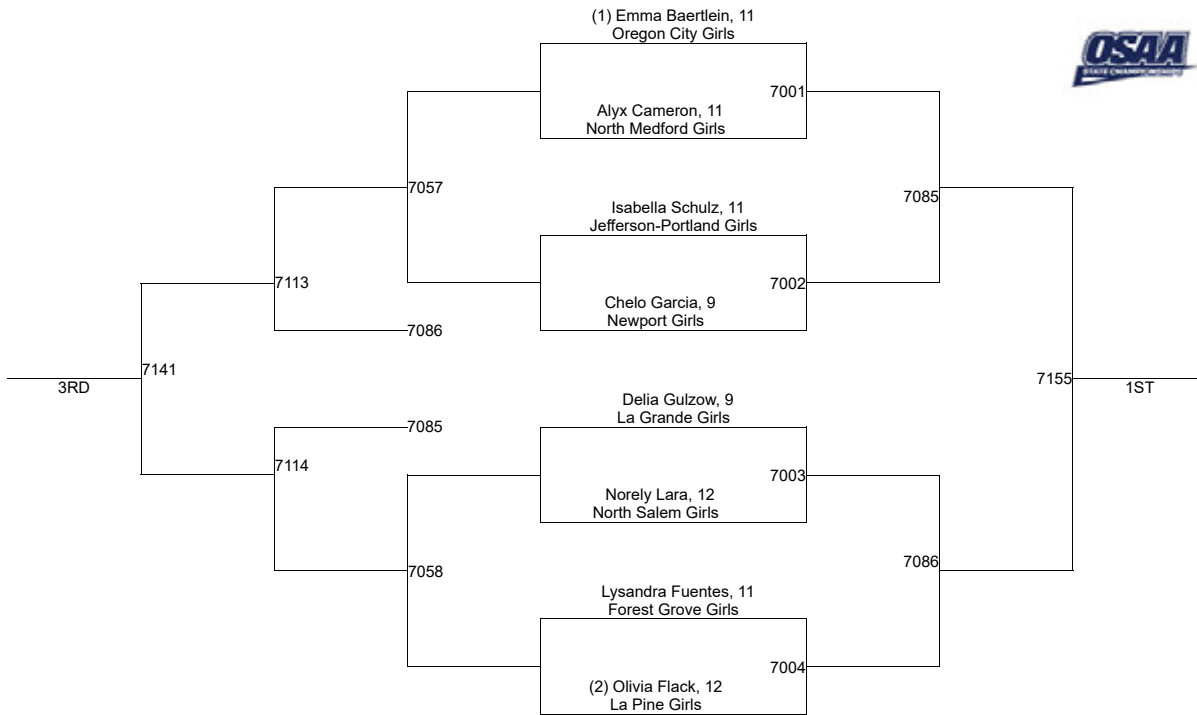 (1) Emma Baertlein, 11
Oregon City Girls
OSAA
STATE CHAMPIONSHIPS
7001
Alyx Cameron, 11
North Medford Girls
7057
7085
Isabella Schulz, 11
Jefferson-Portland Girls
7113
7002
Chelo Garcia, 9
Newport Girls
7086
7141
7155
3RD
1ST
Delia Gulzow, 9
La Grande Girls
7085
7114
7003
Norely Lara, 12
North Salem Girls
7086
7058
Lysandra Fuentes, 11
Forest Grove Girls
7004
(2) Olivia Flack, 12
La Pine Girls